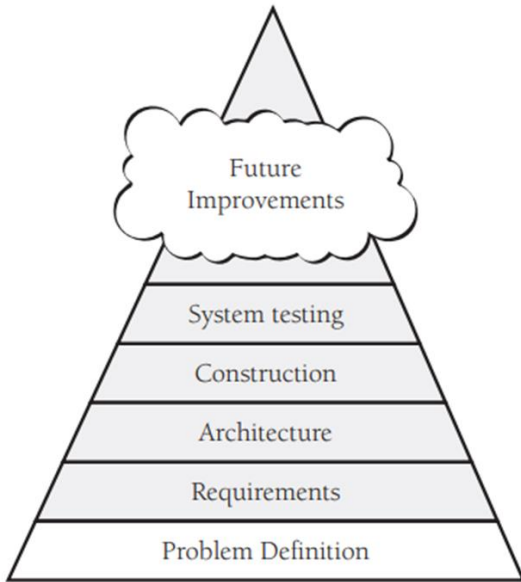 Future
Improvements
System testing
Construction
Architecture
Requirements
Problem Definition